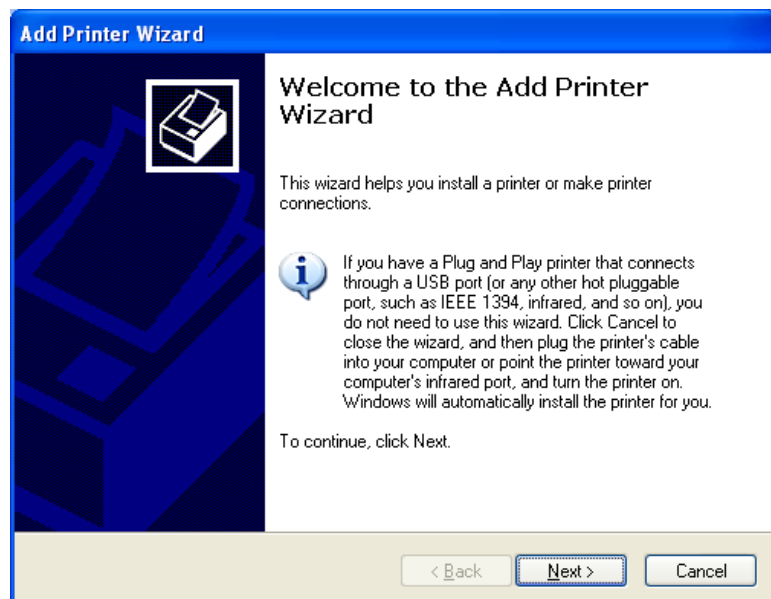 Add Printer Wizard
Welcome to the Add Printer
Wizard
This wizard helps you install a printer or make printer
connections.
If you have a Plug and Play printer that connects
through a USB port (or any other hot pluggable
port, such as IEEE 1394, infrared, and so on), you
do not need to use this wizard. Click Cancel to
close the wizard, and then plug the printer's cable
into your computer or point the printer toward your
computer's infrared port, and turn the printer on.
Windows will automatically install the printer for you.
To continue, click Next.
< Back Next > Cancel